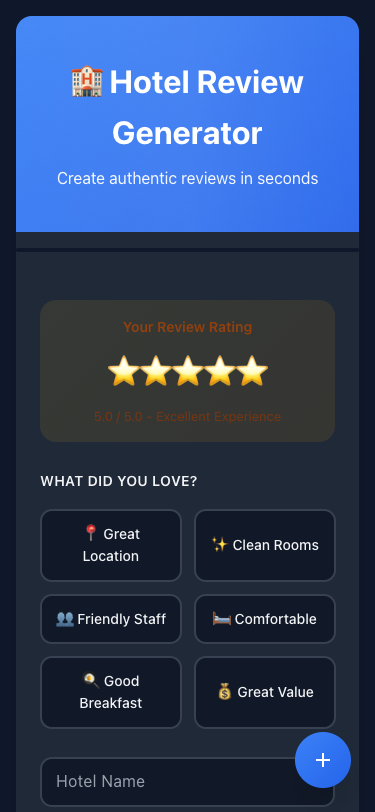 🏨 Hotel Review
Generator
Create authentic reviews in seconds
Your Review Rating
⭐⭐⭐⭐⭐
5.0 / 5.0 - Excellent Experience
WHAT DID YOU LOVE?
📍 Great
Location
✨ Clean Rooms
👥 Friendly Staff
🛏️ Comfortable
🍳 Good
Breakfast
💰 Great Value
Hotel Name
+